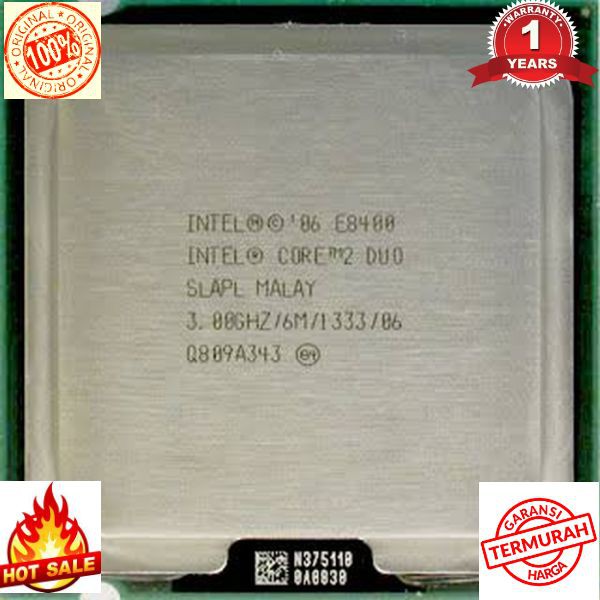 ORIGINAL
100%
ORIGINAL
WARRANTY
1
YEARS
INTEL®©'06 E8400
INTEL® CORE™2 DUO
SLAPL MALAY
3.00GHZ/6M/1333/06
Q809A343 e4
HOT SALE
N375110
0A0030
GARANSI
TERMURAH
HARGA